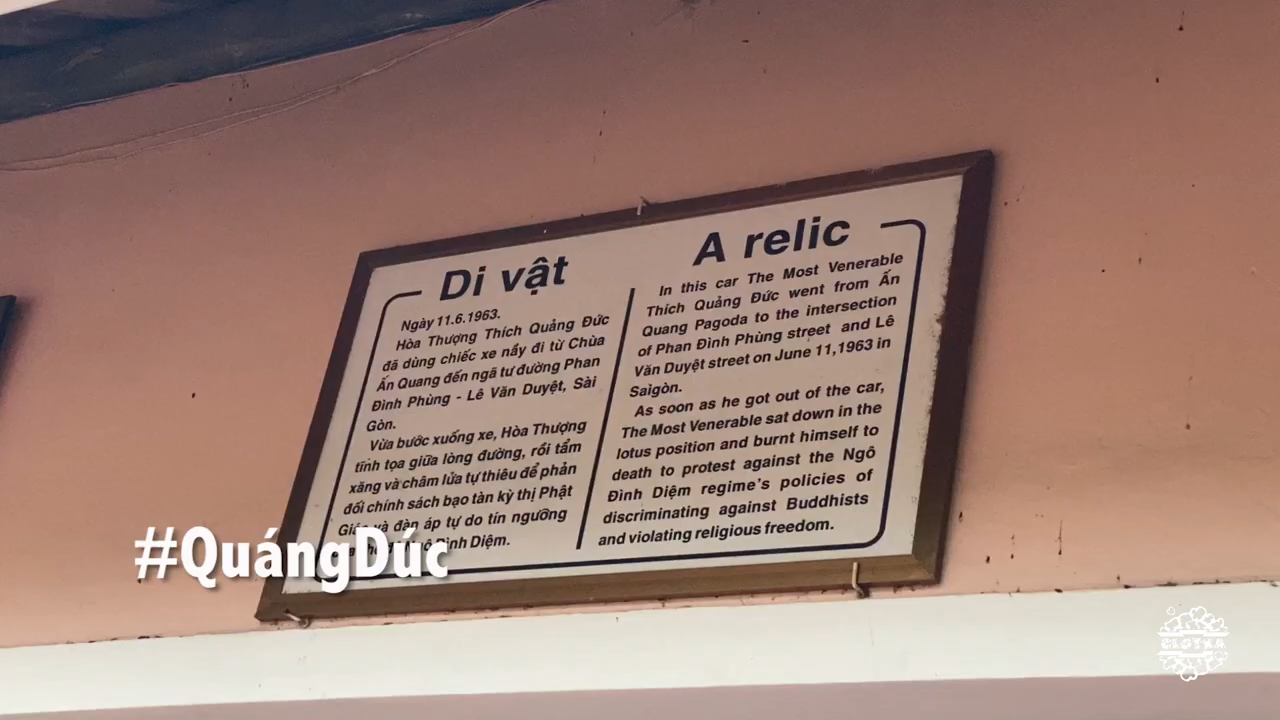 Di vật
Ngày 11.6.1963.
Hòa Thượng Thích Quảng Đức
đã dùng chiếc xe nầy đi từ Chùa
Ấn Quang đến ngã tư đường Phan
Đình Phùng - Lê Văn Duyệt, Sài
Gòn.
Vừa bước xuống xe, Hòa Thượng
tĩnh tọa giữa lòng đường, rồi tẩm
xăng và châm lửa tự thiêu để phản
đối chính sách bạo tàn kỳ thị Phật
Giáo và đàn áp tự do tín ngưỡng
Đình Diệm.
A relic
In this car The Most Venerable
Thích Quảng Đức went from Ấn
Quang Pagoda to the intersection
of Phan Đình Phùng street and Lê
Văn Duyệt street on June 11,1963 in
Saìgòn.
As soon as he got out of the car,
The Most Venerable sat down in the
lotus position and burnt himself to
death to protest against the Ngô
Đình Diệm regime's policies of
discriminating against Buddhists
and violating religious freedom.
#QuángDúc